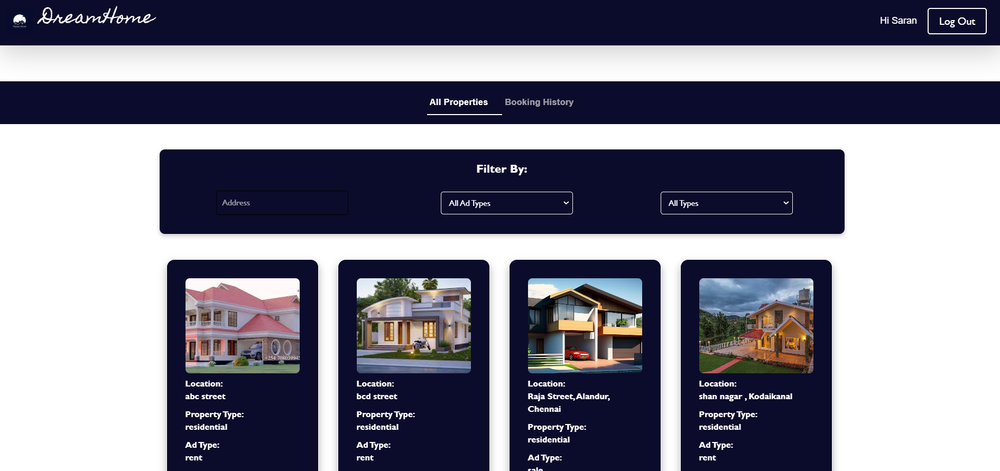 DreamHome
Hi Saran
Log Out
All Properties
Booking History
Filter By:
Address
All Ad Types
All Types
+254 708039945
Location:
abc street
Property Type:
residential
Ad Type:
rent
Location:
bcd street
Property Type:
residential
Ad Type:
rent
Location:
Raja Street, Alandur,
Chennai
Property Type:
residential
Ad Type:
sale
Location:
shan nagar , Kodaikanal
Property Type:
residential
Ad Type:
rent